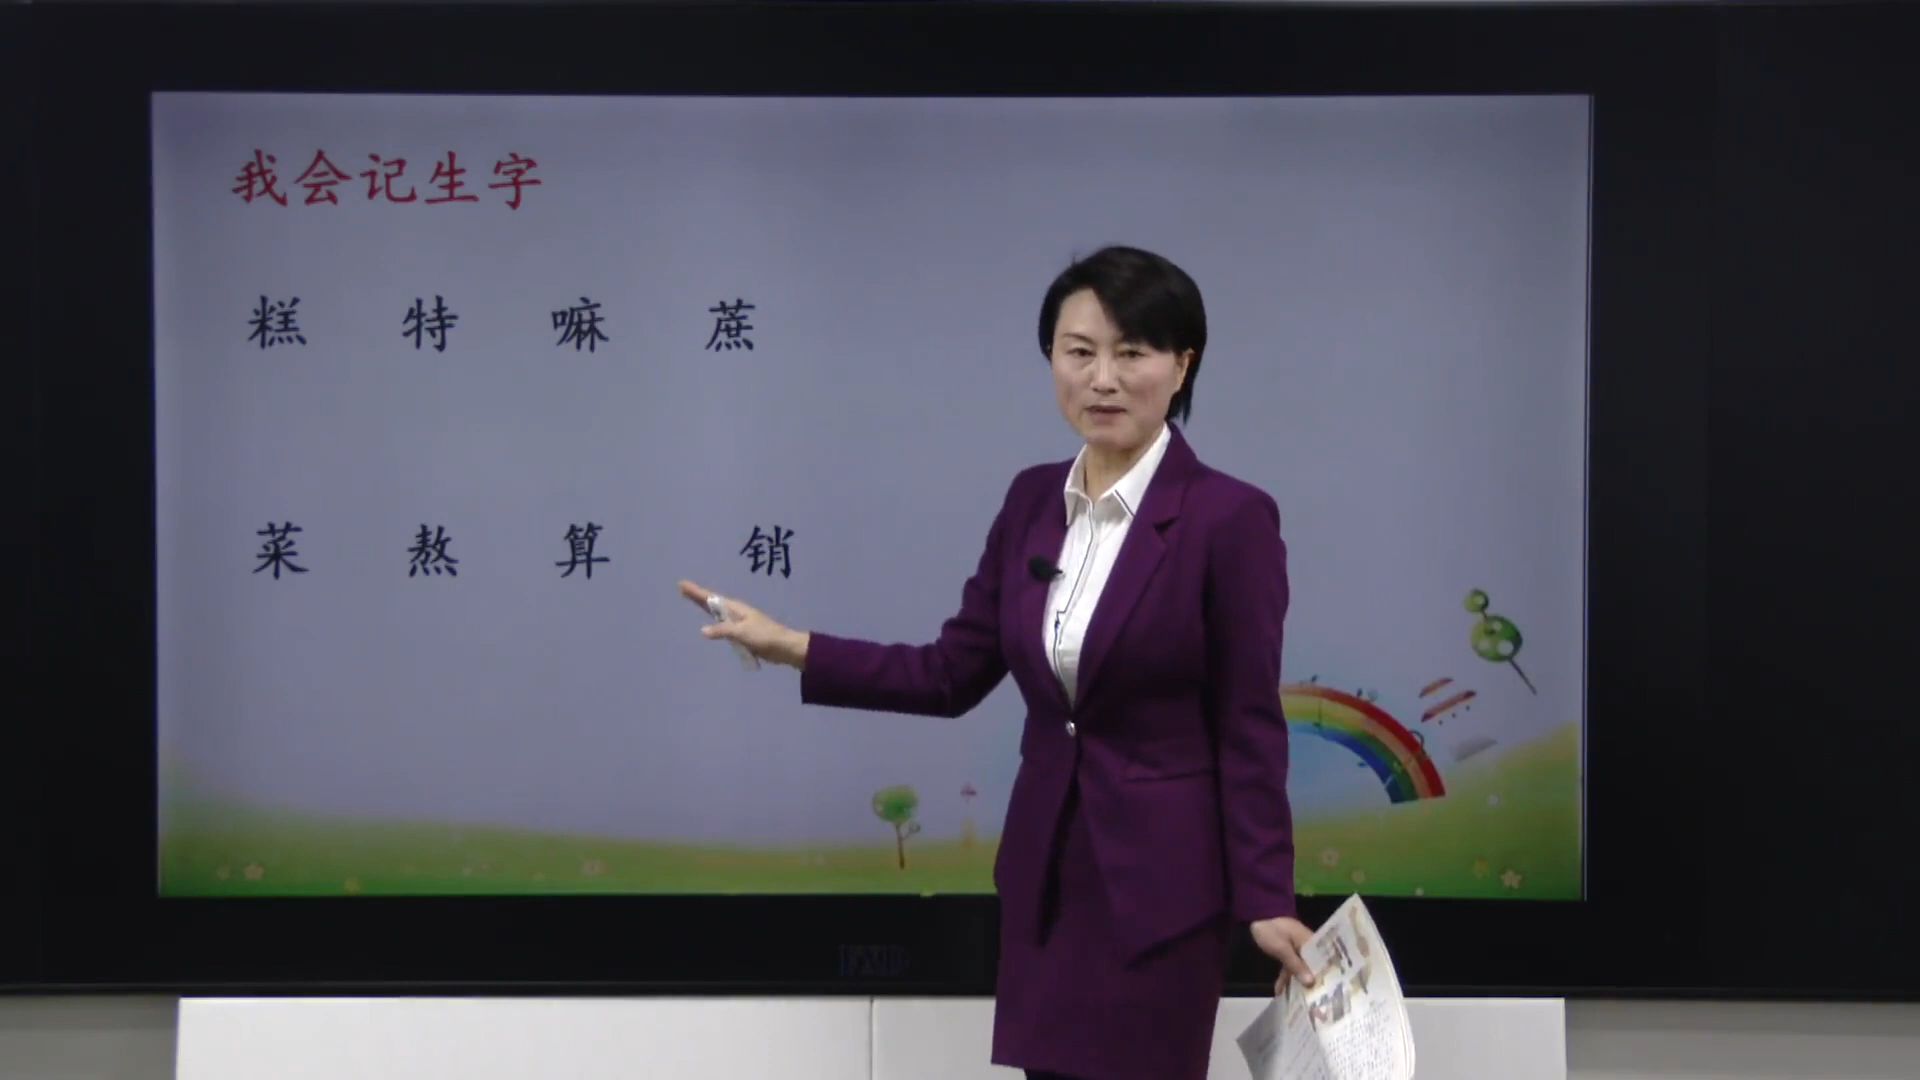 我会记生字
糕 特 嘛 蔗
菜 熬 算 销